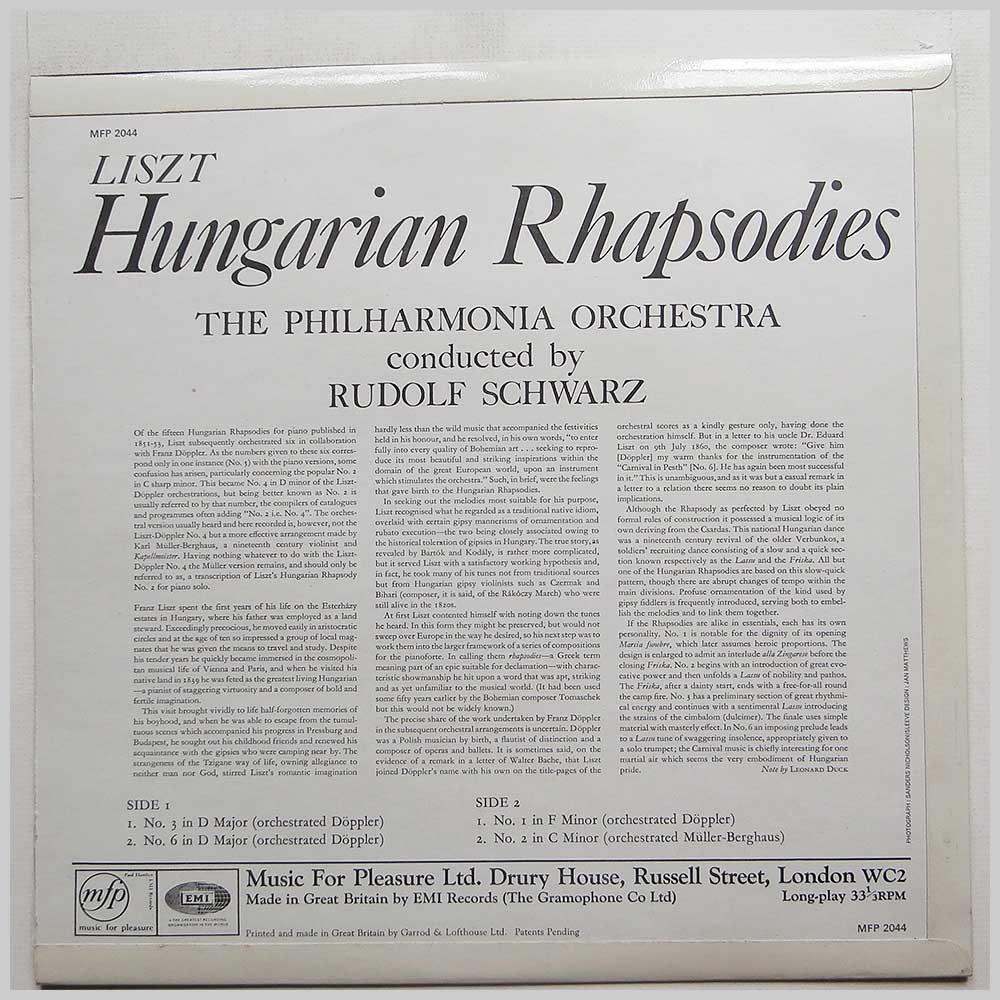 MFP 2044
LISZT
Hungarian Rhapsodies
THE PHILHARMONIA ORCHESTRA
conducted by
RUDOLF SCHWARZ
Of the fifteen Hungarian Rhapsodies for piano published in
1851-53, Liszt subsequently orchestrated six in collaboration
with Franz Döppler. As the numbers given to these six corres-
pond only in one instance (No. 5) with the piano versions, some
confusion has arisen, particularly concerning the popular No. 2
in C sharp minor. This became No. 4 in D minor of the Liszt-
Döppler orchestrations, but being better known as No. 2 is
usually referred to by that number, the compilers of catalogues
and programmes often adding "No. 2 i.e. No. 4". The orches-
tral version usually heard and here recorded is, however, not the
Liszt-Döppler No. 4 but a more effective arrangement made by
Karl Müller-Berghaus, a nineteenth century violinist and
Kapellmeister. Having nothing whatever to do with the Liszt-
Döppler No. 4 the Müller version remains, and should only be
referred to as, a transcription of Liszt's Hungarian Rhapsody
No. 2 for piano solo.
Franz Liszt spent the first years of his life on the Esterházy
estates in Hungary, where his father was employed as a land
steward. Exceedingly precocious, he moved easily in aristocratic
circles and at the age of ten so impressed a group of local mag-
nates that he was given the means to travel and study. Despite
his tender years he quickly became immersed in the cosmopoli-
tan musical life of Vienna and Paris, and when he visited his
native land in 1839 he was feted as the greatest living Hungarian
—a pianist of staggering virtuosity and a composer of bold and
fertile imagination.
This visit brought vividly to life half-forgotten memories of
his boyhood, and when he was able to escape from the tumul-
tuous scenes which accompanied his progress in Pressburg and
Budapest, he sought out his childhood friends and renewed his
acquaintance with the gipsies who were camping near by. The
strangeness of the Tzigane way of life, owning allegiance to
neither man nor God, stirred Liszt's romantic imagination
hardly less than the wild music that accompanied the festivities
held in his honour, and he resolved, in his own words, "to enter
fully into every quality of Bohemian art . . . seeking to repro-
duce its most beautiful and striking inspirations within the
domain of the great European world, upon an instrument
which stimulates the orchestra." Such, in brief, were the feelings
that gave birth to the Hungarian Rhapsodies.
In seeking out the melodies most suitable for his purpose,
Liszt recognised what he regarded as a traditional native idiom,
overlaid with certain gipsy mannerisms of ornamentation and
rubato execution—the two being closely associated owing to
the historical toleration of gipsies in Hungary. The true story, as
revealed by Bartók and Kodály, is rather more complicated,
but it served Liszt with a satisfactory working hypothesis and,
in fact, he took many of his tunes not from traditional sources
but from Hungarian gipsy violinists such as Czermak and
Bihari (composer, it is said, of the Rákóczy March) who were
still alive in the 1820s.
At first Liszt contented himself with noting down the tunes
he heard. In this form they might be preserved, but would not
sweep over Europe in the way he desired, so his next step was to
work them into the larger framework of a series of compositions
for the pianoforte. In calling them rhapsodies—a Greek term
meaning part of an epic suitable for declamation—with charac-
teristic showmanship he hit upon a word that was apt, striking
and as yet unfamiliar to the musical world. (It had been used
some fifty years earlier by the Bohemian composer Tomaschek
but this would not be widely known.)
The precise share of the work undertaken by Franz Döppler
in the subsequent orchestral arrangements is uncertain. Döppler
was a Polish musician by birth, a flautist of distinction and a
composer of operas and ballets. It is sometimes said, on the
evidence of a remark in a letter of Walter Bache, that Liszt
joined Döppler's name with his own on the title-pages of the
orchestral scores as a kindly gesture only, having done the
orchestration himself. But in a letter to his uncle Dr. Eduard
Liszt on 9th July 1860, the composer wrote: "Give him
[Döppler] my warm thanks for the instrumentation of the
"Carnival in Pesth" [No. 6]. He has again been most successful
in it." This is unambiguous, and as it was but a casual remark in
a letter to a relation there seems no reason to doubt its plain
implications.
Although the Rhapsody as perfected by Liszt obeyed no
formal rules of construction it possessed a musical logic of its
own deriving from the Csardas. This national Hungarian dance
was a nineteenth century revival of the older Verbunkos, a
soldiers' recruiting dance consisting of a slow and a quick sec-
tion known respectively as the Lassu and the Friska. All but
one of the Hungarian Rhapsodies are based on this slow-quick
pattern, though there are abrupt changes of tempo within the
main divisions. Profuse ornamentation of the kind used by
gipsy fiddlers is frequently introduced, serving both to embel-
lish the melodies and to link them together.
If the Rhapsodies are alike in essentials, each has its own
personality. No. 1 is notable for the dignity of its opening
Martia funebre, which later assumes heroic proportions. The
design is enlarged to admit an interlude alla Zingarese before the
closing Friska. No. 2 begins with an introduction of great evo-
cative power and then unfolds a Lassu of nobility and pathos.
The Friska, after a dainty start, ends with a free-for-all round
the camp fire. No. 3 has a preliminary section of great rhythmi-
cal energy and continues with a sentimental Lassu introducing
the strains of the cimbalom (dulcimer). The finale uses simple
material with masterly effect. In No. 6 an imposing prelude leads
to a Lassu tune of swaggering insolence, appropriately given to
a solo trumpet; the Carnival music is chiefly interesting for one
martial air which seems the very embodiment of Hungarian
pride.
Note by LEONARD DUCK
PHOTOGRAPH: SANDERS NICHOLSON/SLEEVE DESIGN: JAN MATTHEWS
SIDE 1
1. No. 3 in D Major (orchestrated Döppler)
2. No. 6 in D Major (orchestrated Döppler)
SIDE 2
1. No. 1 in F Minor (orchestrated Döppler)
2. No. 2 in C Minor (orchestrated Müller-Berghaus)
mfp
Paul Hamlyn
EMI Records
music for pleasure
EMI
THE GREATEST RECORDING
ORGANISATION IN THE WORLD
Music For Pleasure Ltd. Drury House, Russell Street, London WC2
Made in Great Britain by EMI Records (The Gramophone Co Ltd)
Long-play 33⅓RPM
Printed and made in Great Britain by Garrod & Lofthouse Ltd. Patents Pending
MFP 2044